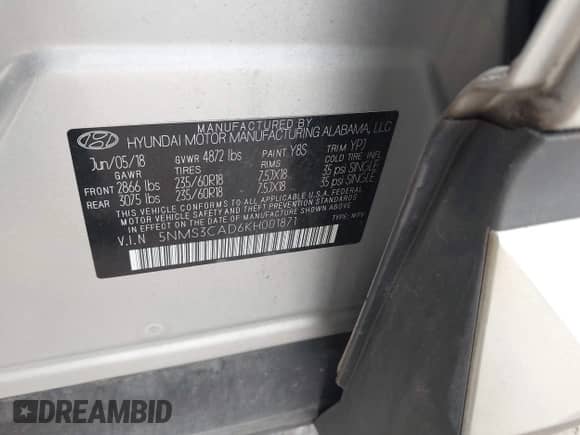 MANUFACTURED BY
HYUNDAI MOTOR MANUFACTURING ALABAMA, LLC
Jun/05/18 GVWR 4872 lbs PAINT Y8S TRIM YPJ
GAWR TIRES RIMS COLD TIRE INFL.
FRONT 2866 lbs 235/60R18 7.5JX18 35 psi SINGLE
REAR 3075 lbs 235/60R18 7.5JX18 35 psi SINGLE
THIS VEHICLE CONFORMS TO ALL APPLICABLE U.S.A. FEDERAL
MOTOR VEHICLE SAFETY AND THEFT PREVENTION STANDARDS
IN EFFECT ON THE DATE OF MANUFACTURE SHOWN ABOVE.
V.I.N 5NMS3CAD6KH001871 TYPE: MPV
DREAMBID